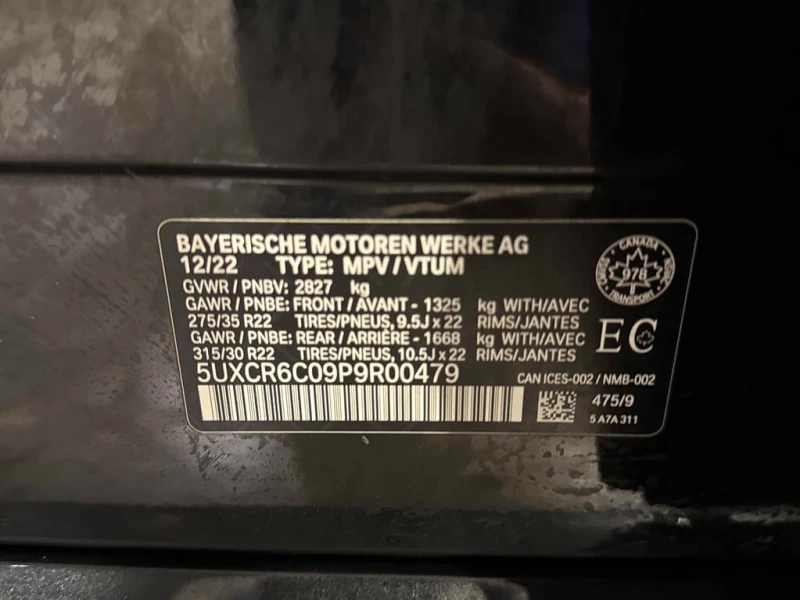 BAYERISCHE MOTOREN WERKE AG
12/22 TYPE: MPV/VTUM
GVWR / PNBV: 2827 kg
GAWR / PNBE: FRONT / AVANT - 1325 kg WITH/AVEC
275/35 R22 TIRES/PNEUS, 9.5J x 22 RIMS/JANTES
GAWR / PNBE: REAR / ARRIÈRE - 1668 kg WITH/AVEC
315/30 R22 TIRES/PNEUS, 10.5J x 22 RIMS/JANTES
5UXCR6C09P9R00479
CANADA
978
TRANSPORT
EC
CAN ICES-002 / NMB-002
475/9
5 A7A 311